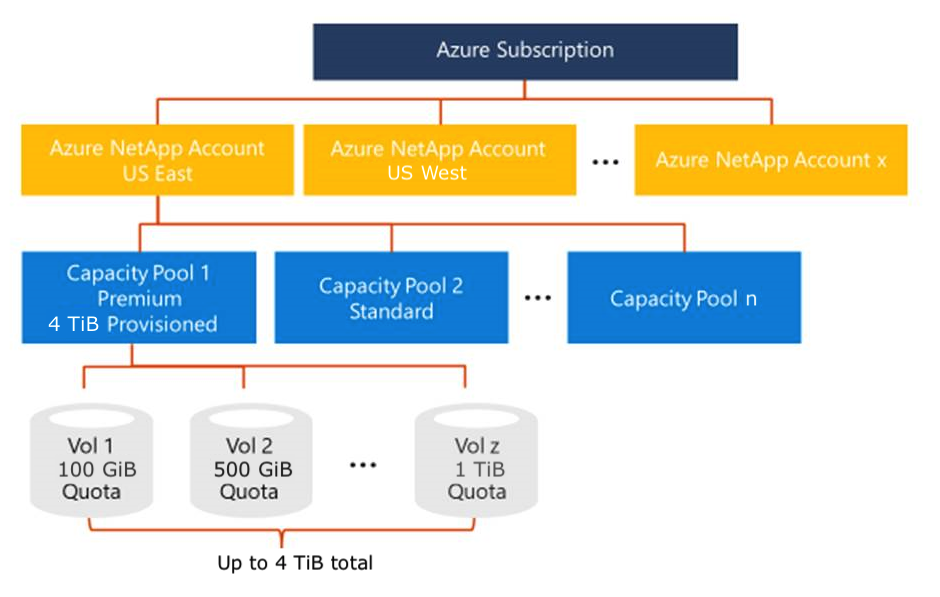 Azure Subscription
Azure NetApp Account
US East
Azure NetApp Account
US West
...
Azure NetApp Account x
Capacity Pool 1
Premium
4 TiB Provisioned
Capacity Pool 2
Standard
...
Capacity Pool n
Vol 1
100 GiB
Quota
Vol 2
500 GiB
Quota
...
Vol z
1 TiB
Quota
Up to 4 TiB total